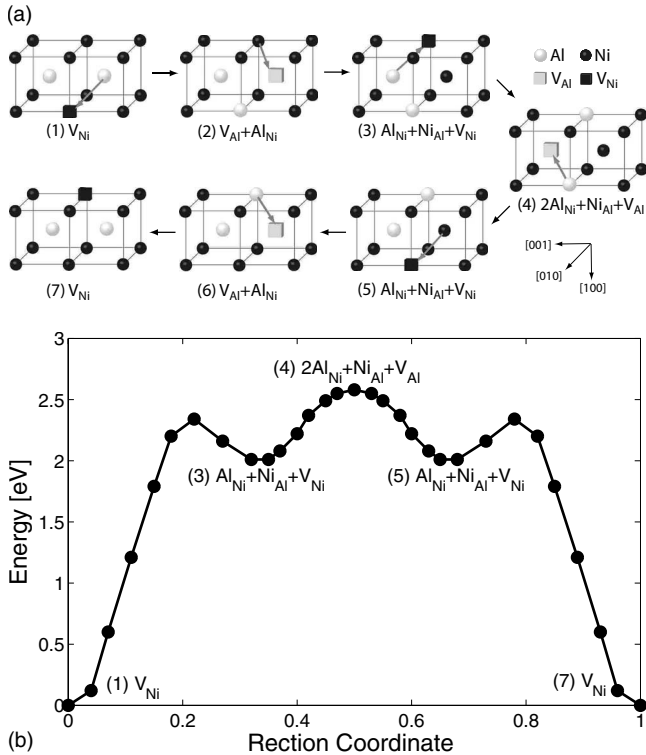 (a)
Al Ni
V_Al V_Ni
(1) V_Ni
(2) V_Al+Al_Ni
(3) Al_Ni+Ni_Al+V_Ni
(4) 2Al_Ni+Ni_Al+V_Al
(7) V_Ni
(6) V_Al+Al_Ni
(5) Al_Ni+Ni_Al+V_Ni
[001]
[010]
[100]
3
2.5
2
1.5
1
0.5
0
Energy [eV]
(4) 2Al_Ni+Ni_Al+V_Al
(3) Al_Ni+Ni_Al+V_Ni
(5) Al_Ni+Ni_Al+V_Ni
(1) V_Ni
(7) V_Ni
0 0.2 0.4 0.6 0.8 1
Rection Coordinate
(b)